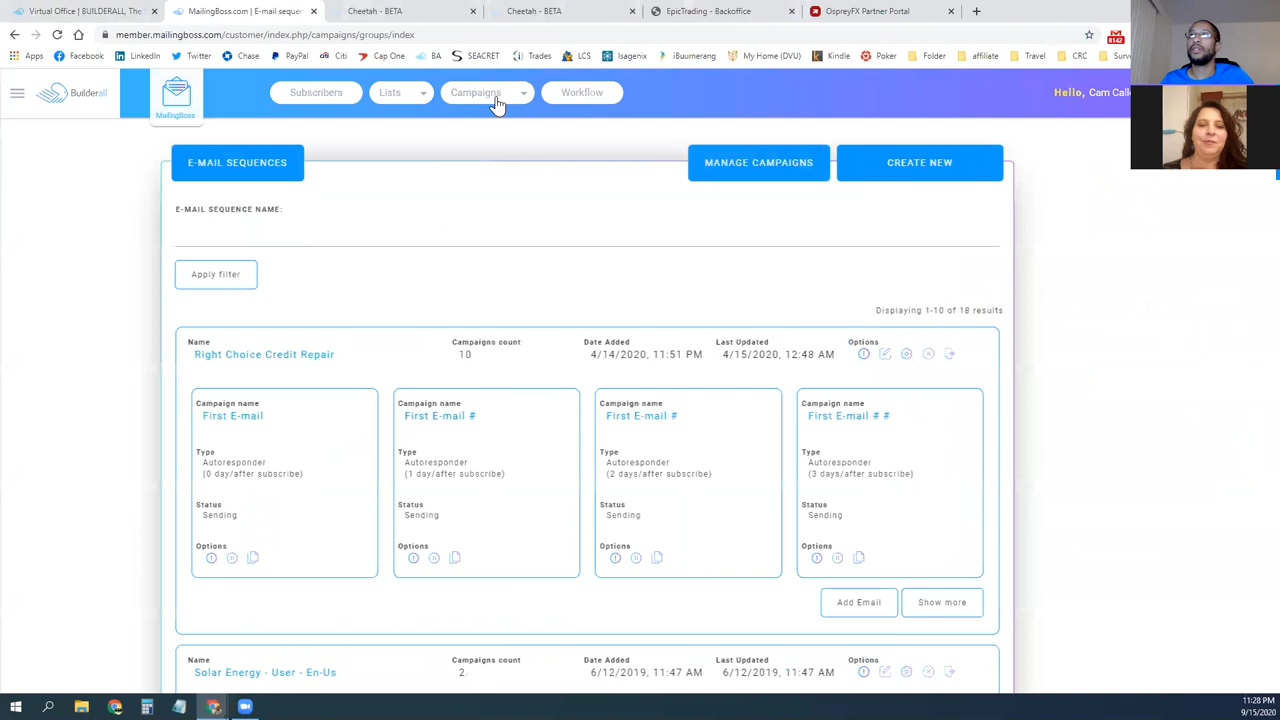 Virtual Office | BUILDERALL, The
MailingBoss.com | E-mail sequen
Cheetah - BETA
Cheetah - BETA
EpicTrading - Backoffice
OspreyFX Partner Portal
member.mailingboss.com/customer/index.php/campaigns/groups/index
8142
Apps Facebook LinkedIn Twitter Chase PayPal Citi Cap One BA SEACRET Trades LCS Isagenix iBuumerang My Home (DVU) Kindle Poker Folder affiliate Travel CRC Surve
Builderall
MailingBoss
Subscribers Lists Campaigns Workflow
Hello, Cam Call
E-MAIL SEQUENCES MANAGE CAMPAIGNS CREATE NEW
E-MAIL SEQUENCE NAME:
Apply filter
Displaying 1-10 of 18 results
Name Campaigns count Date Added Last Updated Options
Right Choice Credit Repair 10 4/14/2020, 11:51 PM 4/15/2020, 12:48 AM
Campaign name Campaign name Campaign name Campaign name
First E-mail First E-mail # First E-mail # First E-mail # #
Type Type Type Type
Autoresponder Autoresponder Autoresponder Autoresponder
(0 day/after subscribe) (1 day/after subscribe) (2 days/after subscribe) (3 days/after subscribe)
Status Status Status Status
Sending Sending Sending Sending
Options Options Options Options
Add Email Show more
Name Campaigns count Date Added Last Updated Options
Solar Energy - User - En-Us 2 6/12/2019, 11:47 AM 6/12/2019, 11:47 AM
11:28 PM
9/15/2020